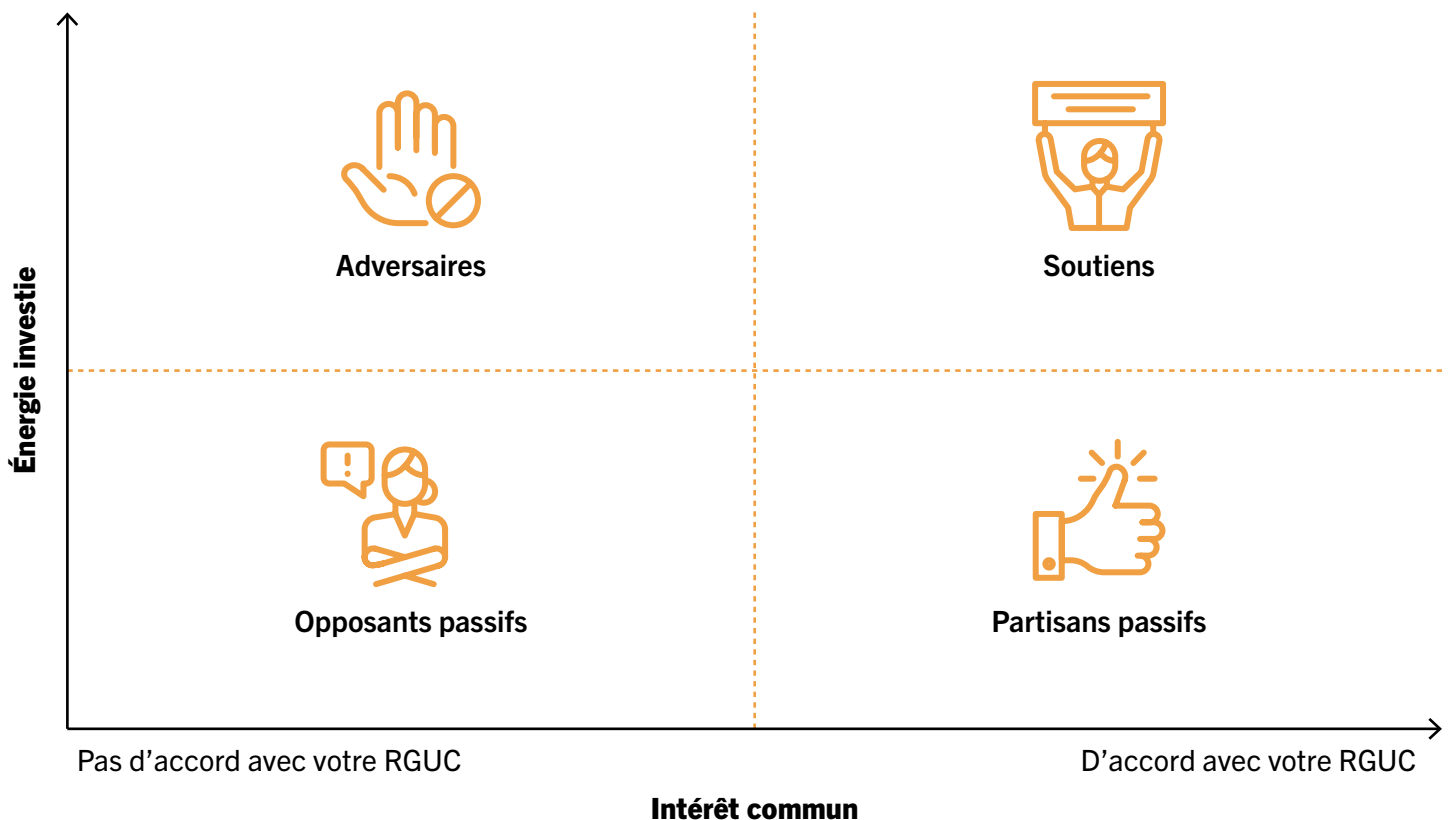 Énergie investie
Adversaires
Soutiens
!
Opposants passifs
Partisans passifs
Pas d’accord avec votre RGUC
D’accord avec votre RGUC
Intérêt commun